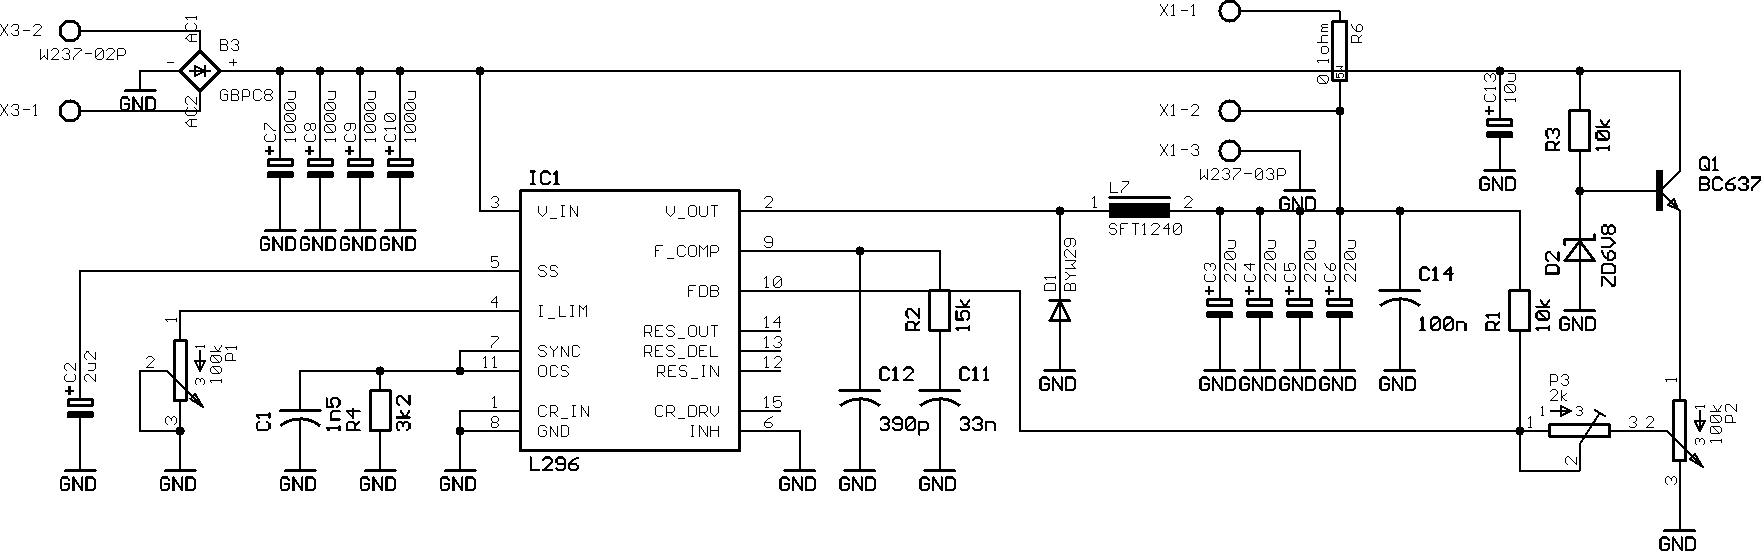 X3-2
W237-02P
X3-1
AC1
AC2
B3
-
+
GBPC8
GND
+
C7
1000u
+
C8
1000u
+
C9
1000u
+
C10
1000u
GND
GND
GND
GND
X1-1
0.1ohm
R6
5W
X1-2
X1-3
W237-03P
GND
+
C13
10u
GND
R3
10k
Q1
BC637
D2
ZD6V8
GND
IC1
3
V_IN
5
SS
4
I_LIM
7
SYNC
11
OCS
1
CR_IN
8
GND
V_OUT
2
F_COMP
9
FDB
10
RES_OUT
14
RES_DEL
13
RES_IN
12
CR_DRV
15
INH
6
L296
L7
1
2
SFT1240
D1
BYW29
GND
+
C3
220u
+
C4
220u
+
C5
220u
+
C6
220u
GND
GND
GND
GND
C14
100n
GND
R1
10k
R2
15k
C12
390p
C11
33n
GND
GND
GND
+
C2
2u2
GND
1
2
3
1
3
100k
P1
GND
C1
1n5
GND
R4
3k2
GND
GND
P3
2k
1
3
1
3
2
2
1
3
1
3
100k
P2
GND